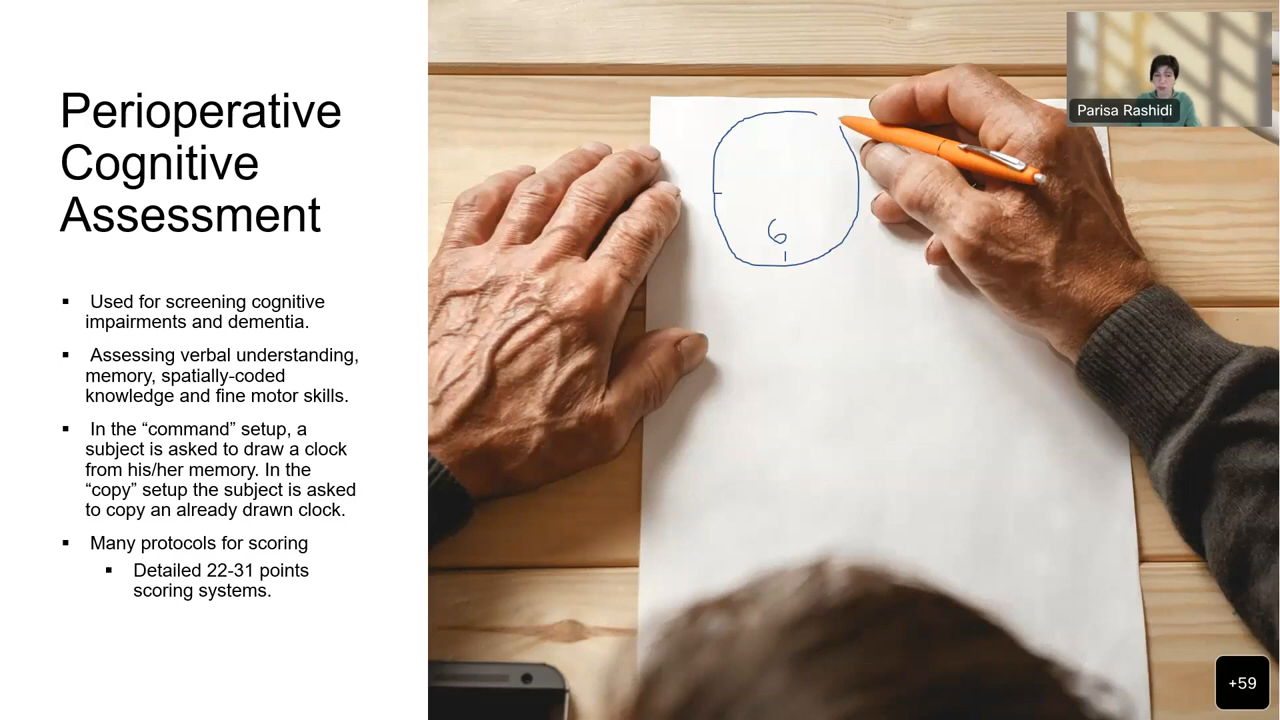 Perioperative
Cognitive
Assessment
▪ Used for screening cognitive
impairments and dementia.
▪ Assessing verbal understanding,
memory, spatially-coded
knowledge and fine motor skills.
▪ In the “command” setup, a
subject is asked to draw a clock
from his/her memory. In the
“copy” setup the subject is asked
to copy an already drawn clock.
▪ Many protocols for scoring
▪ Detailed 22-31 points
scoring systems.
6
Parisa Rashidi
+59